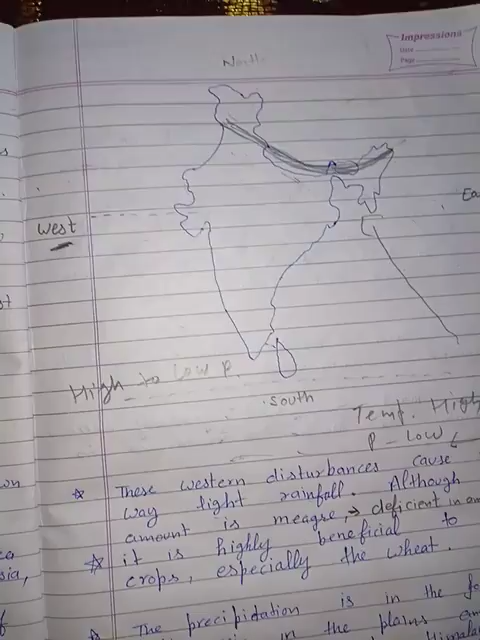 Impressions
Date
Page
North
West
Ea
High to Low P.
South
Temp. High
P - Low
These western disturbances cause
way tight rainfall. Although
amount is meagre, → deficient in am
it is highly beneficial to
crops, especially the wheat.
The precipitation is in the fo
in the plains